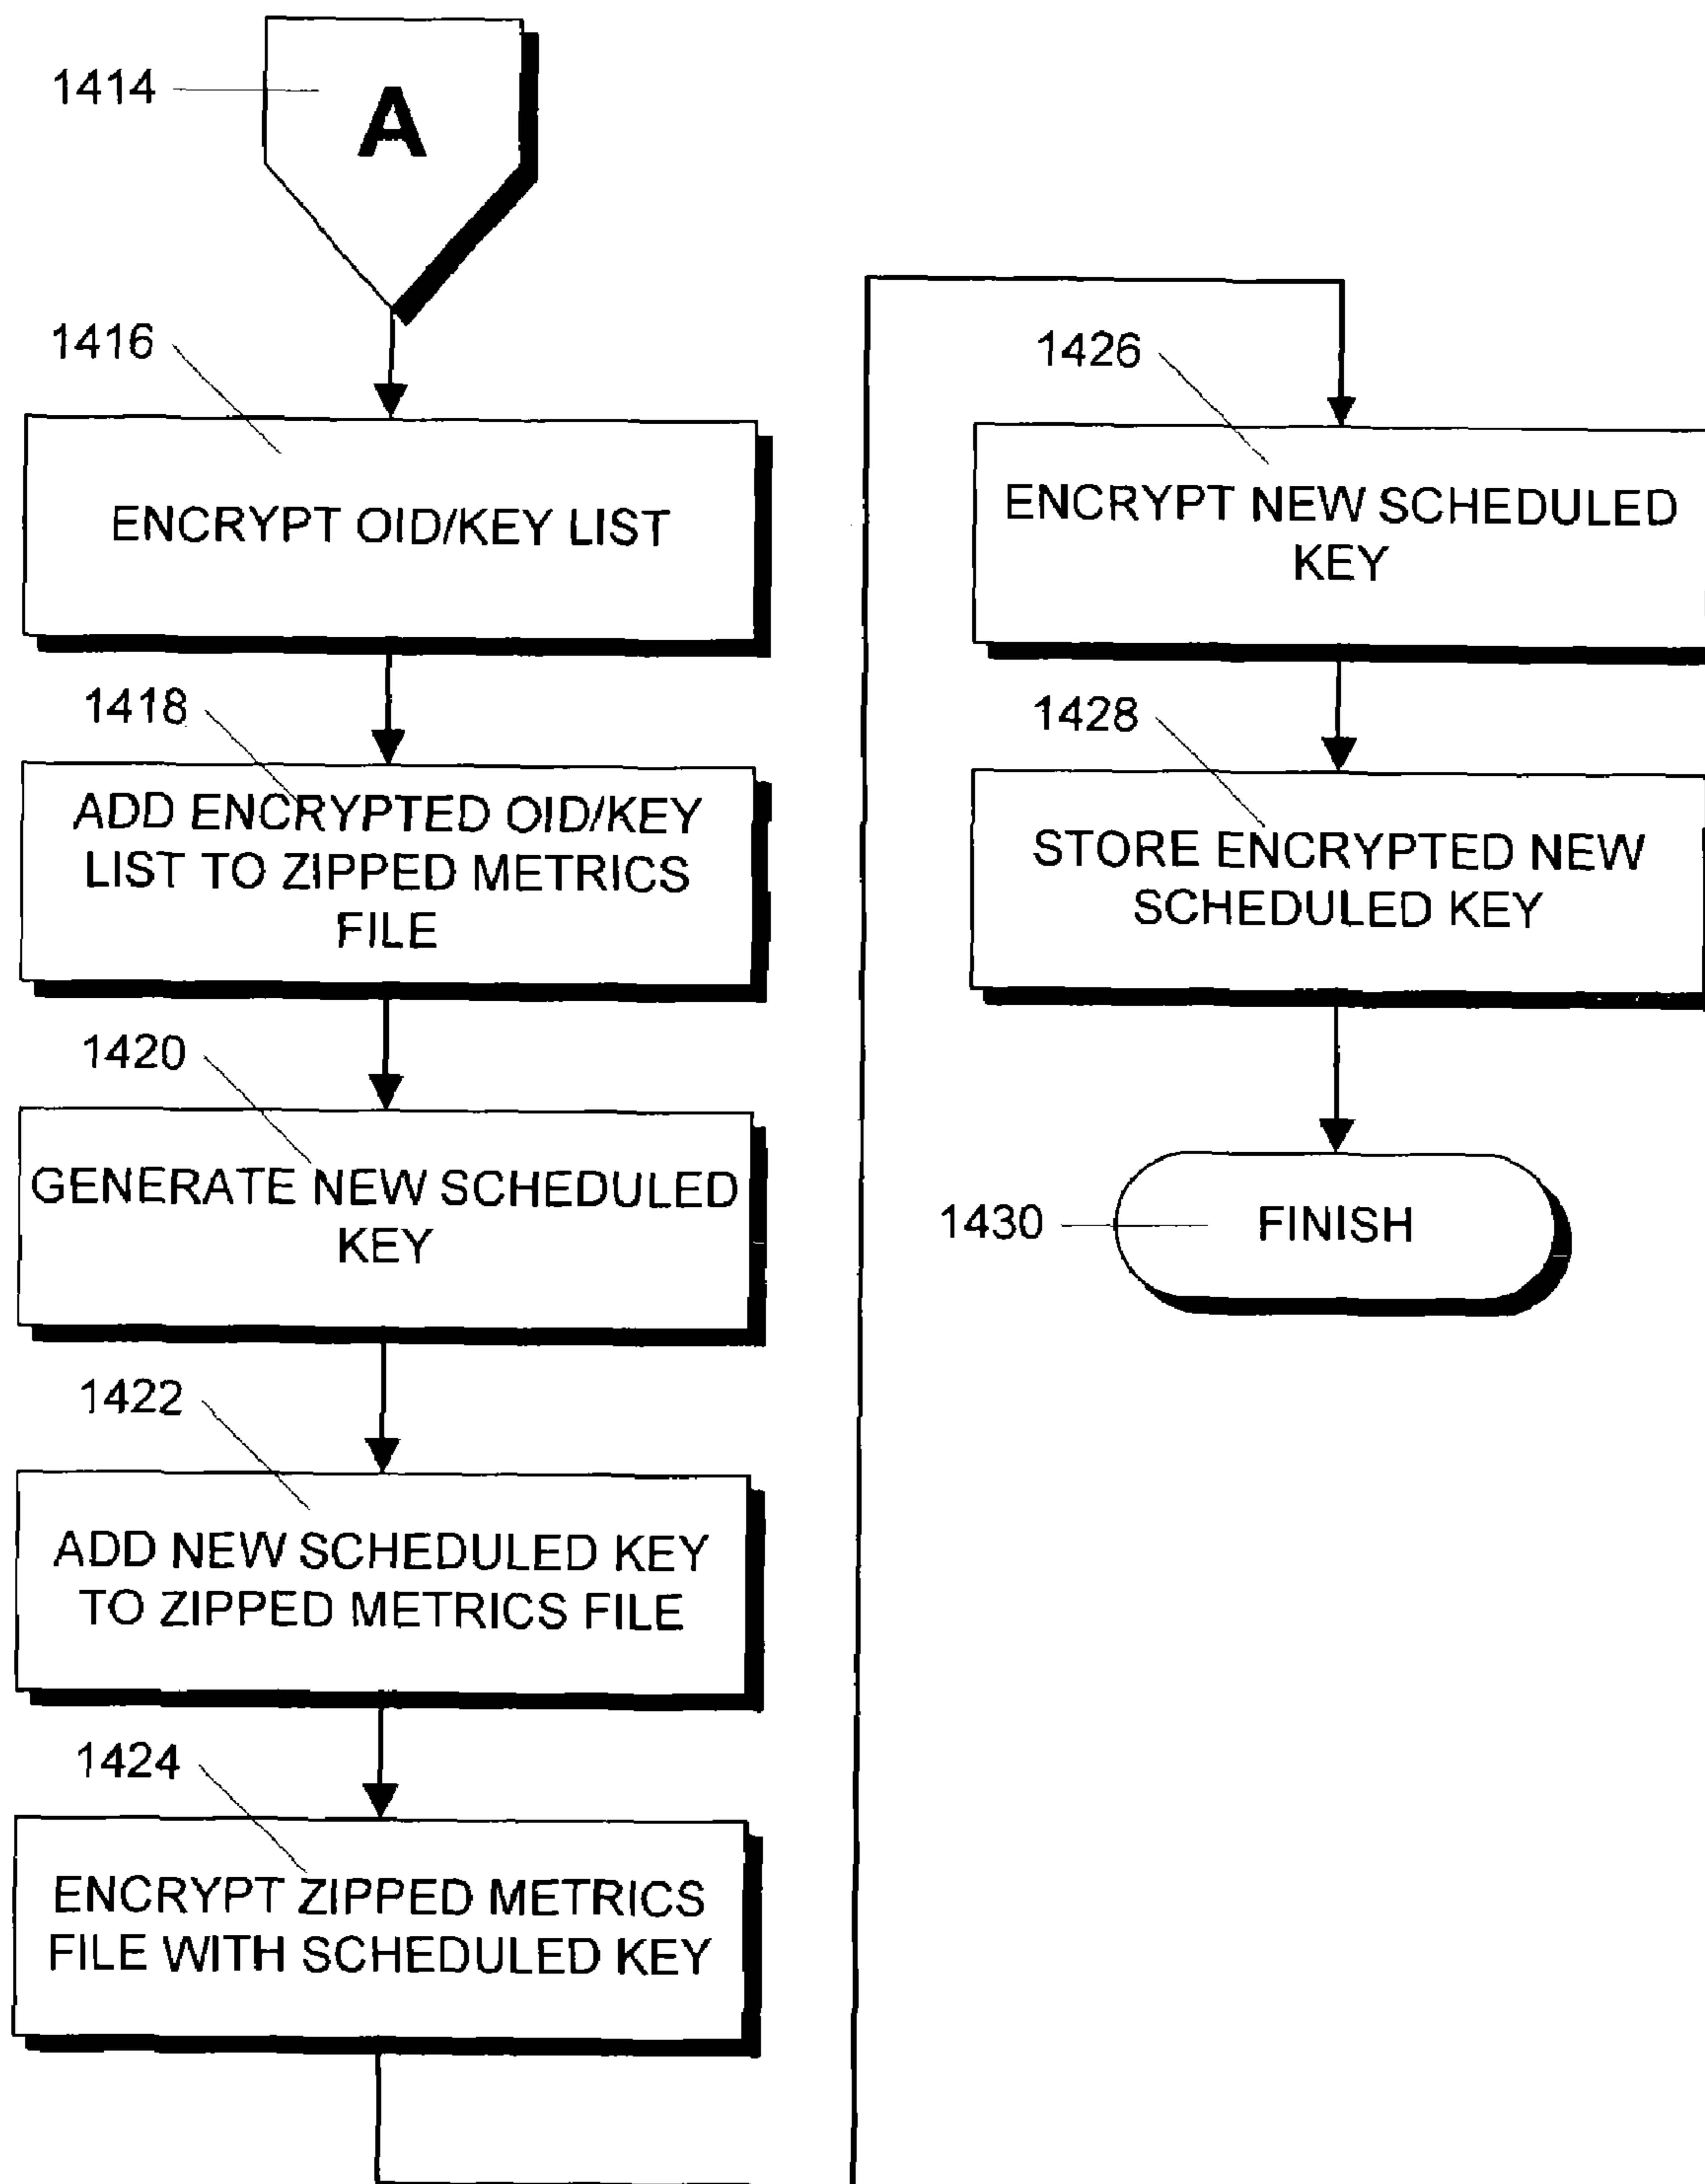 1414
A
1416
ENCRYPT OID/KEY LIST
1418
ADD ENCRYPTED OID/KEY
LIST TO ZIPPED METRICS
FILE
1420
GENERATE NEW SCHEDULED
KEY
1422
ADD NEW SCHEDULED KEY
TO ZIPPED METRICS FILE
1424
ENCRYPT ZIPPED METRICS
FILE WITH SCHEDULED KEY
1426
ENCRYPT NEW SCHEDULED
KEY
1428
STORE ENCRYPTED NEW
SCHEDULED KEY
1430
FINISH